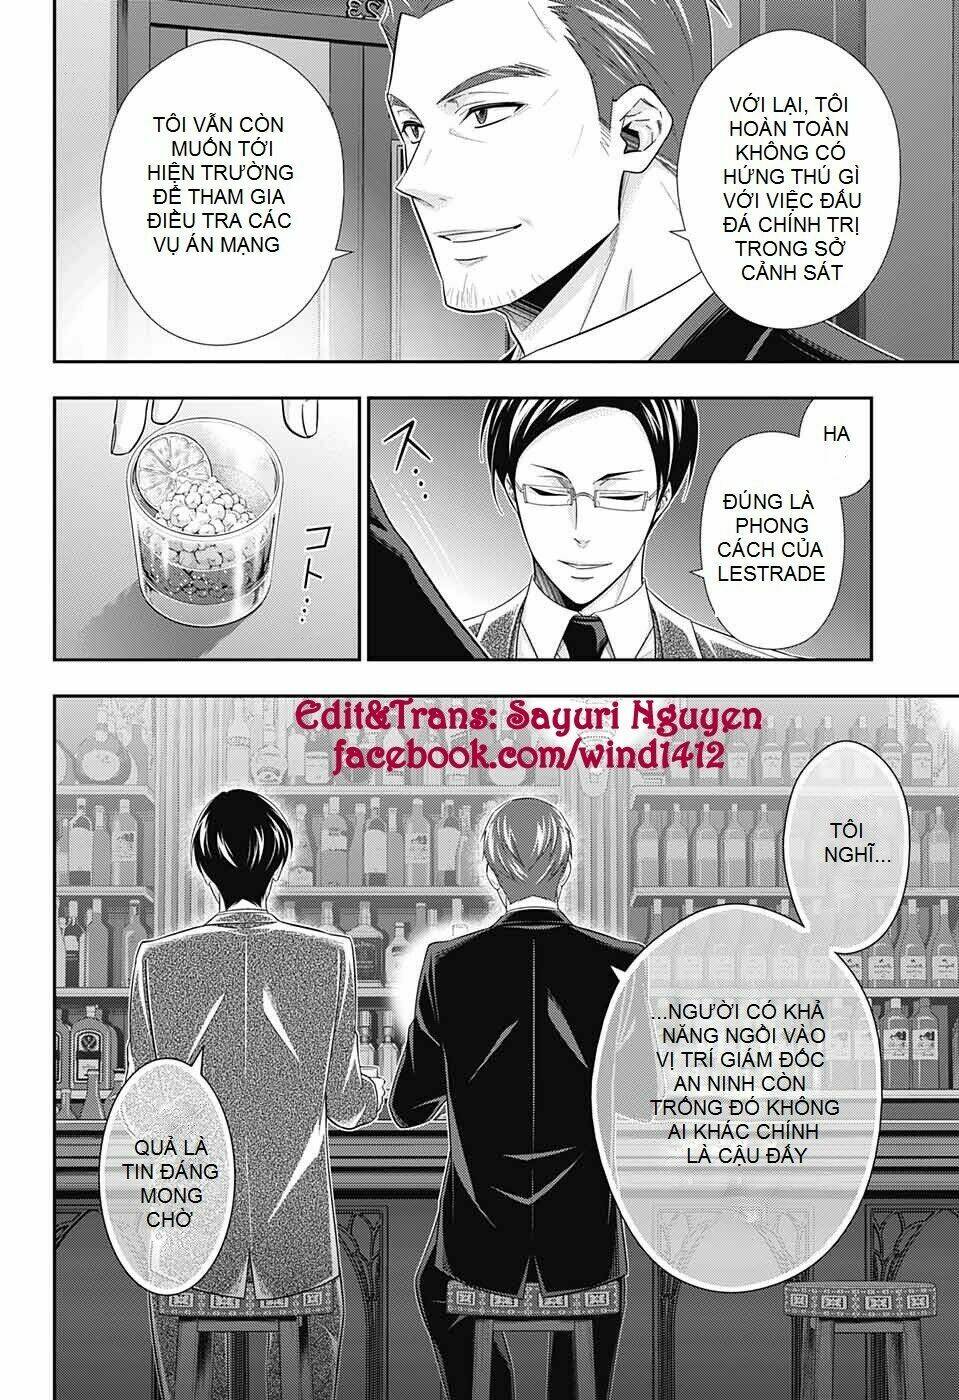 VỚI LẠI, TÔI
HOÀN TOÀN
KHÔNG CÓ
HỨNG THÚ GÌ
VỚI VIỆC ĐẤU
ĐÁ CHÍNH TRỊ
TRONG SỞ
CẢNH SÁT
TÔI VẪN CÒN
MUỐN TỚI
HIỆN TRƯỜNG
ĐỂ THAM GIA
ĐIỀU TRA CÁC
VỤ ÁN MẠNG
HA
ĐÚNG LÀ
PHONG
CÁCH CỦA
LESTRADE
コト…
Edit&Trans: Sayuri Nguyen
facebook.com/wind1412
TÔI
NGHĨ...
...NGƯỜI CÓ KHẢ
NĂNG NGỒI VÀO
VỊ TRÍ GIÁM ĐỐC
AN NINH CÒN
TRỐNG ĐÓ KHÔNG
AI KHÁC CHÍNH
LÀ CẬU ĐẤY
QUẢ LÀ
TIN ĐÁNG
MONG
CHỜ